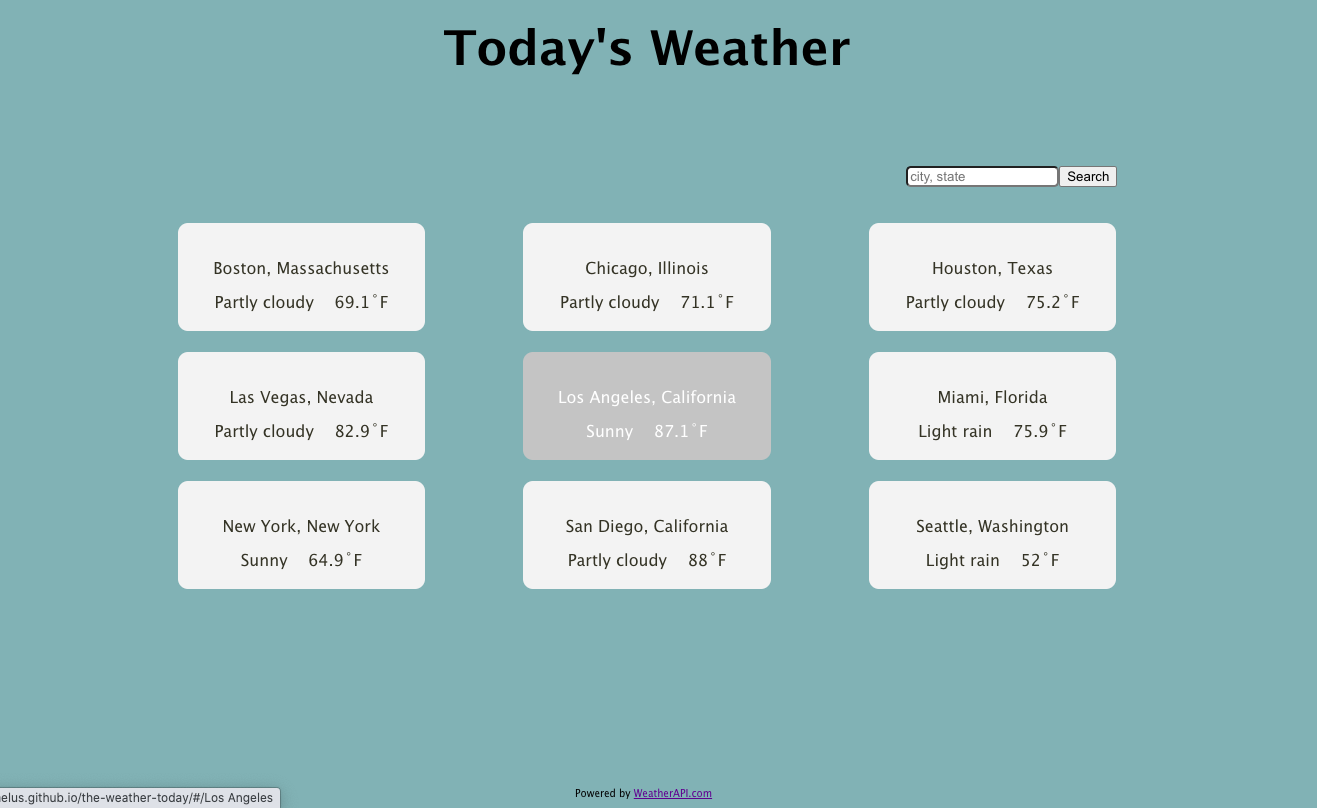 Today's Weather
city, state Search
Boston, Massachusetts
Partly cloudy 69.1°F
Chicago, Illinois
Partly cloudy 71.1°F
Houston, Texas
Partly cloudy 75.2°F
Las Vegas, Nevada
Partly cloudy 82.9°F
Los Angeles, California
Sunny 87.1°F
Miami, Florida
Light rain 75.9°F
New York, New York
Sunny 64.9°F
San Diego, California
Partly cloudy 88°F
Seattle, Washington
Light rain 52°F
Powered by WeatherAPI.com
elus.github.io/the-weather-today/#/Los Angeles